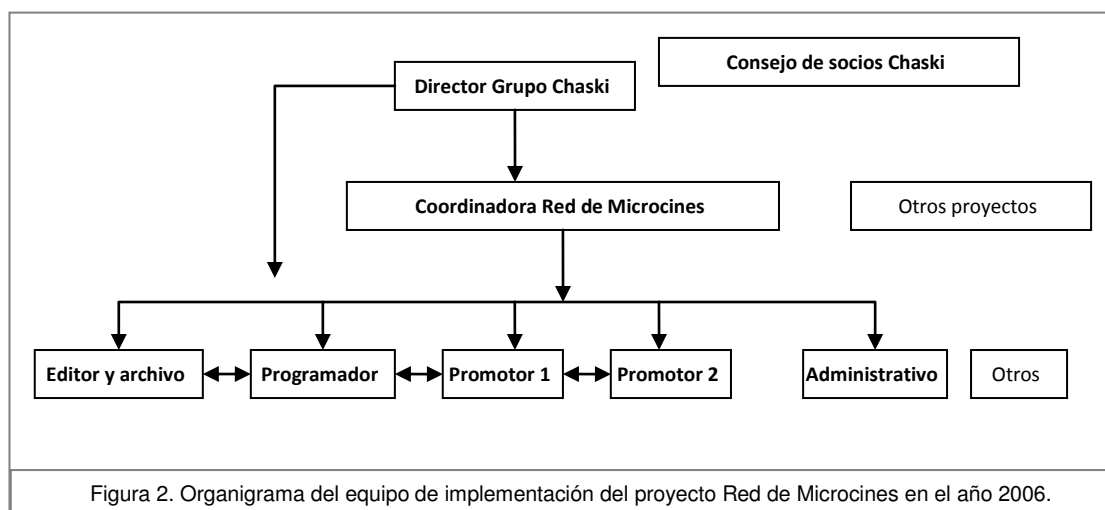 Consejo de socios Chaski
Director Grupo Chaski
Coordinadora Red de Microcines
Otros proyectos
Editor y archivo
Programador
Promotor 1
Promotor 2
Administrativo
Otros
Figura 2. Organigrama del equipo de implementación del proyecto Red de Microcines en el año 2006.